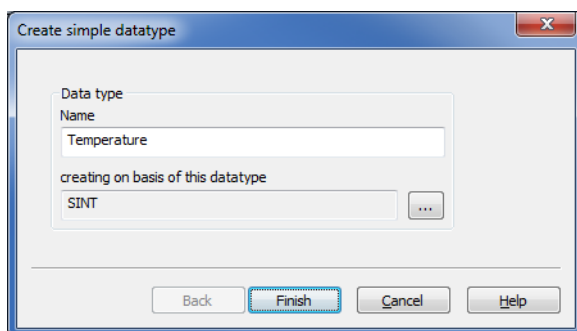 Create simple datatype
Data type
Name
Temperature
creating on basis of this datatype
SINT
...
Back Finish Cancel Help